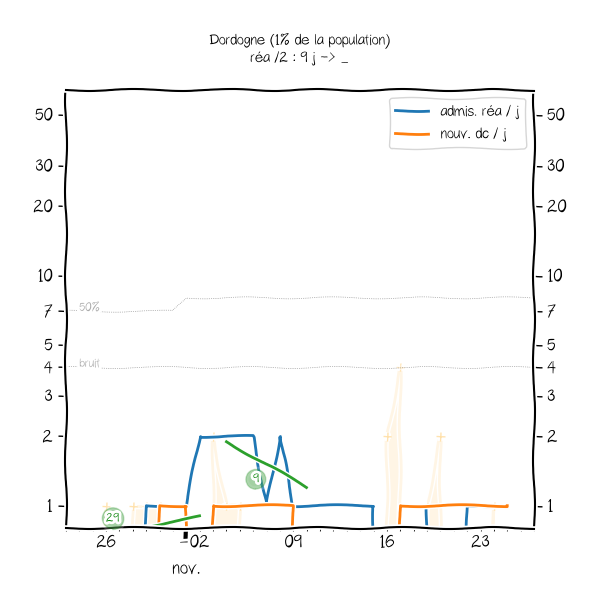 Dordogne (1% de la population)
réa /2 : 9 j -> _
admis. réa / j
nouv. dc / j
50 50
30 30
20 20
10 10
50%
7 7
5 5
bruit
4 4
3 3
2 2
9
1 1
29
26 02 09 16 23
nov.